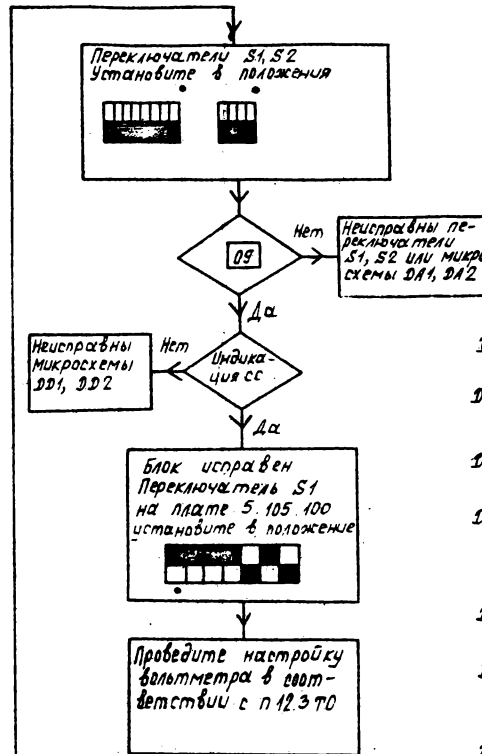 Переключатели S1, S2
Установите в положения
Нет
09
Неисправны пе-
реключатели
S1, S2 или микро
схемы DA1, DA2
Да
Неисправны
микросхемы
DD1, DD2
Нет
Индика-
ция СС
Да
Блок исправен
Переключатель S1
на плате 5.105.100
установите в положение
Проведите настройку
вольтметра в соот-
ветствии с п 12.3 ТО